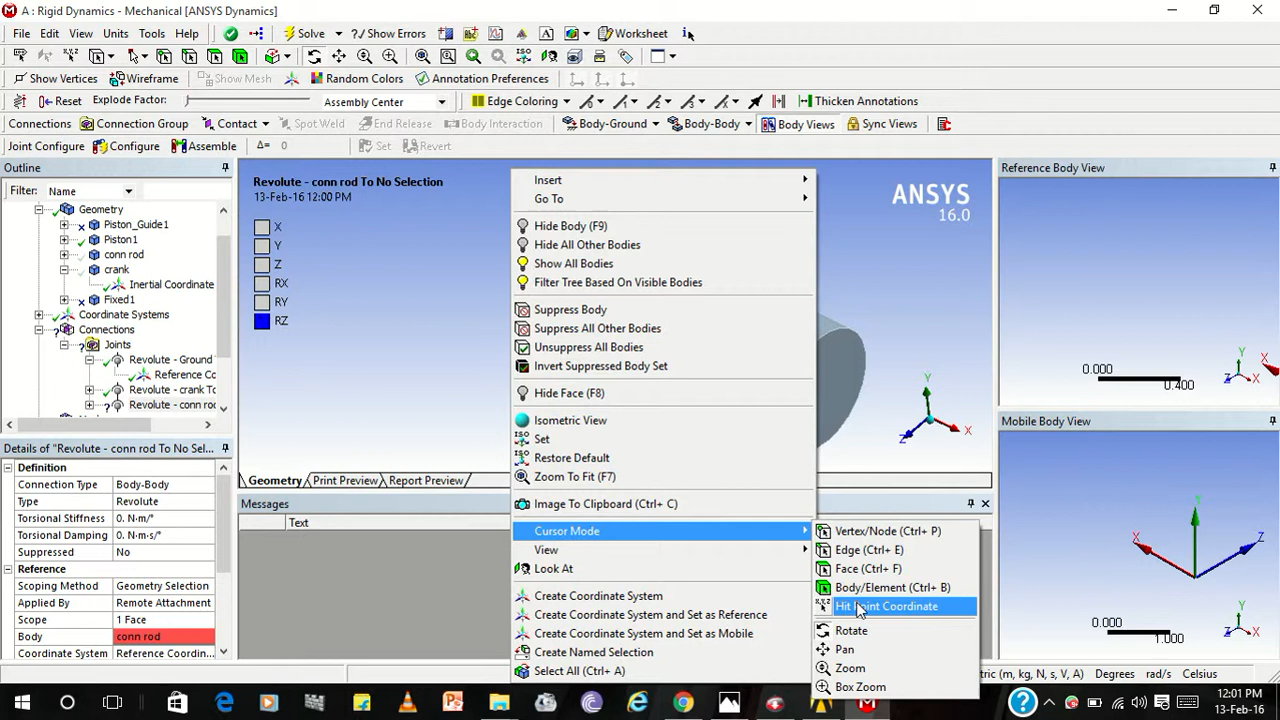 A : Rigid Dynamics - Mechanical [ANSYS Dynamics]
File Edit View Units Tools Help Solve ?/ Show Errors Worksheet
Show Vertices Wireframe Show Mesh Random Colors Annotation Preferences
Reset Explode Factor: Assembly Center Edge Coloring Thicken Annotations
Connections Connection Group Contact Spot Weld End Release Body Interaction Body-Ground Body-Body Body Views Sync Views
Joint Configure Configure Assemble Δ= 0 Set Revert
Outline
Filter: Name
Geometry
Piston_Guide1
Piston1
conn rod
crank
Inertial Coordinate
Fixed1
Coordinate Systems
Connections
Joints
Revolute - Ground
Reference Co
Revolute - crank To
Revolute - conn rod
Details of "Revolute - conn rod To No Sel...
Definition
Connection Type Body-Body
Type Revolute
Torsional Stiffness 0. N·m/°
Torsional Damping 0. N·m·s/°
Suppressed No
Reference
Scoping Method Geometry Selection
Applied By Remote Attachment
Scope 1 Face
Body conn rod
Coordinate System Reference Coordin
Revolute - conn rod To No Selection
13-Feb-16 12:00 PM
X
Y
Z
RX
RY
RZ
ANSYS
16.0
Y
X
Z
Geometry Print Preview Report Preview
Messages
Text
Insert
Go To
Hide Body (F9)
Hide All Other Bodies
Show All Bodies
Filter Tree Based On Visible Bodies
Suppress Body
Suppress All Other Bodies
Unsuppress All Bodies
Invert Suppressed Body Set
Hide Face (F8)
Isometric View
ISO Set
Restore Default
Zoom To Fit (F7)
Image To Clipboard (Ctrl+ C)
Cursor Mode
View
Look At
Create Coordinate System
Create Coordinate System and Set as Reference
Create Coordinate System and Set as Mobile
Create Named Selection
Select All (Ctrl+ A)
Vertex/Node (Ctrl+ P)
Edge (Ctrl+ E)
Face (Ctrl+ F)
Body/Element (Ctrl+ B)
Hit Point Coordinate
Rotate
Pan
Zoom
Box Zoom
Reference Body View
0.000
0.400
Y
Z
X
Mobile Body View
Y
X
Z
0.000
1.000
Y
Z
X
ric (m, kg, N, s, V, A) Degrees rad/s Celsius
12:01 PM
13-Feb-16